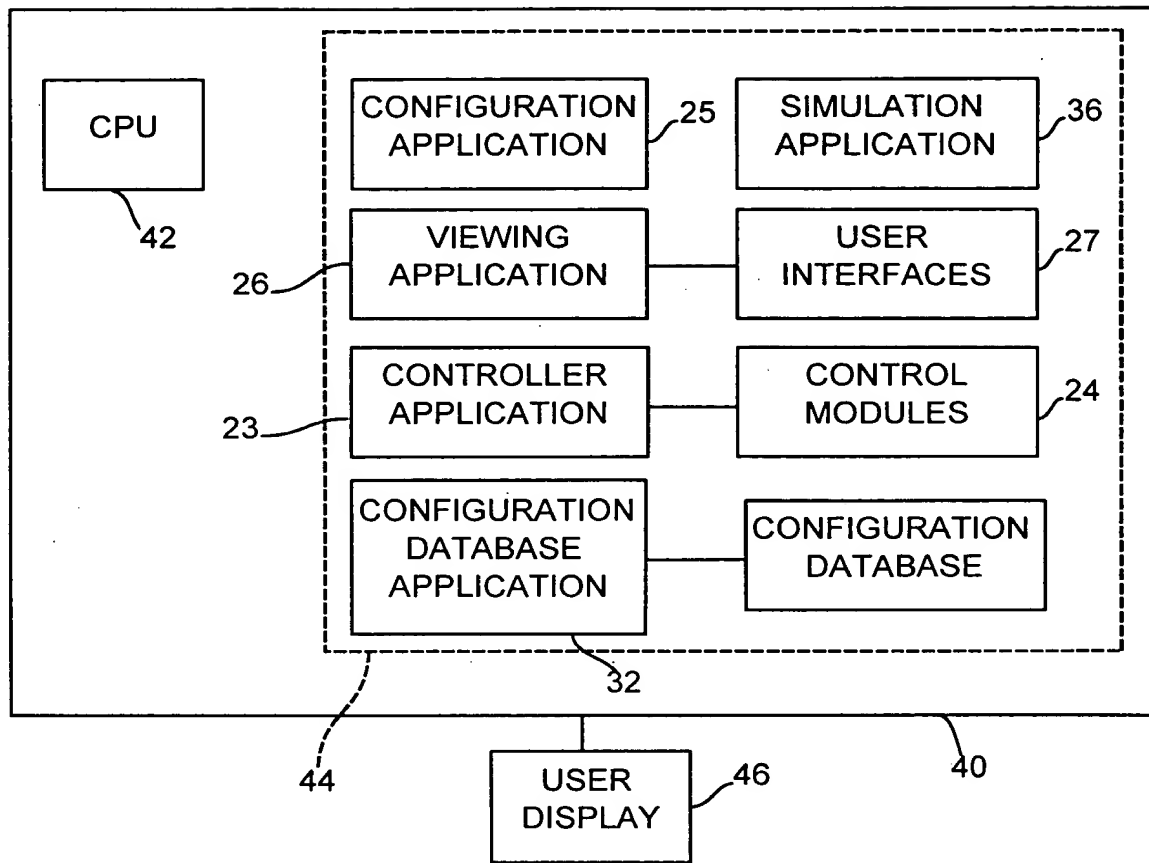 CPU
42
CONFIGURATION
APPLICATION
25
SIMULATION
APPLICATION
36
VIEWING
APPLICATION
26
USER
INTERFACES
27
CONTROLLER
APPLICATION
23
CONTROL
MODULES
24
CONFIGURATION
DATABASE
APPLICATION
32
CONFIGURATION
DATABASE
44
40
USER
DISPLAY
46